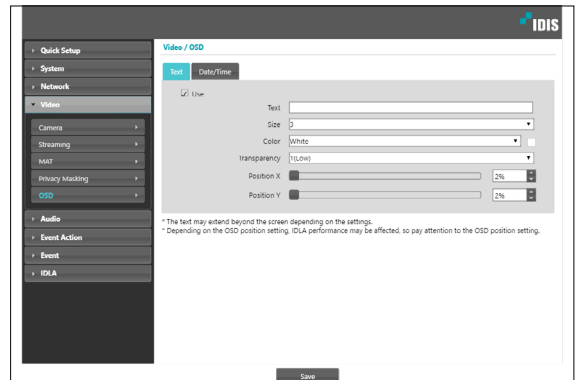 IDIS
Quick Setup
System
Network
Video
Camera
Streaming
MAT
Privacy Masking
OSD
Audio
Event Action
Event
IDLA
Video / OSD
Text Date/Time
Use
Text
Size 3
Color White
Transparency 1(Low)
Position X 2%
Position Y 2%
* The text may extend beyond the screen depending on the settings.
* Depending on the OSD position setting, IDLA performance may be affected, so pay attention to the OSD position setting.
Save